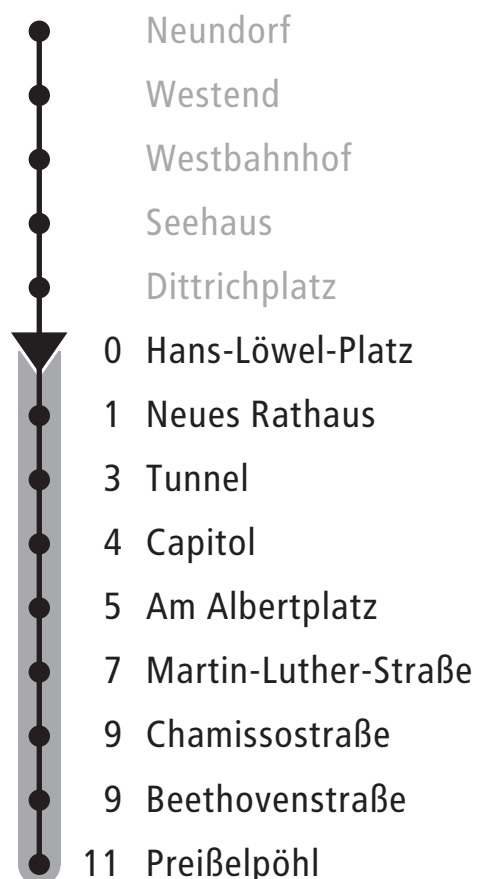 Neundorf
Westend
Westbahnhof
Seehaus
Dittrichplatz
0 Hans-Löwel-Platz
1 Neues Rathaus
3 Tunnel
4 Capitol
5 Am Albertplatz
7 Martin-Luther-Straße
9 Chamissostraße
9 Beethovenstraße
11 Preißelpöhl